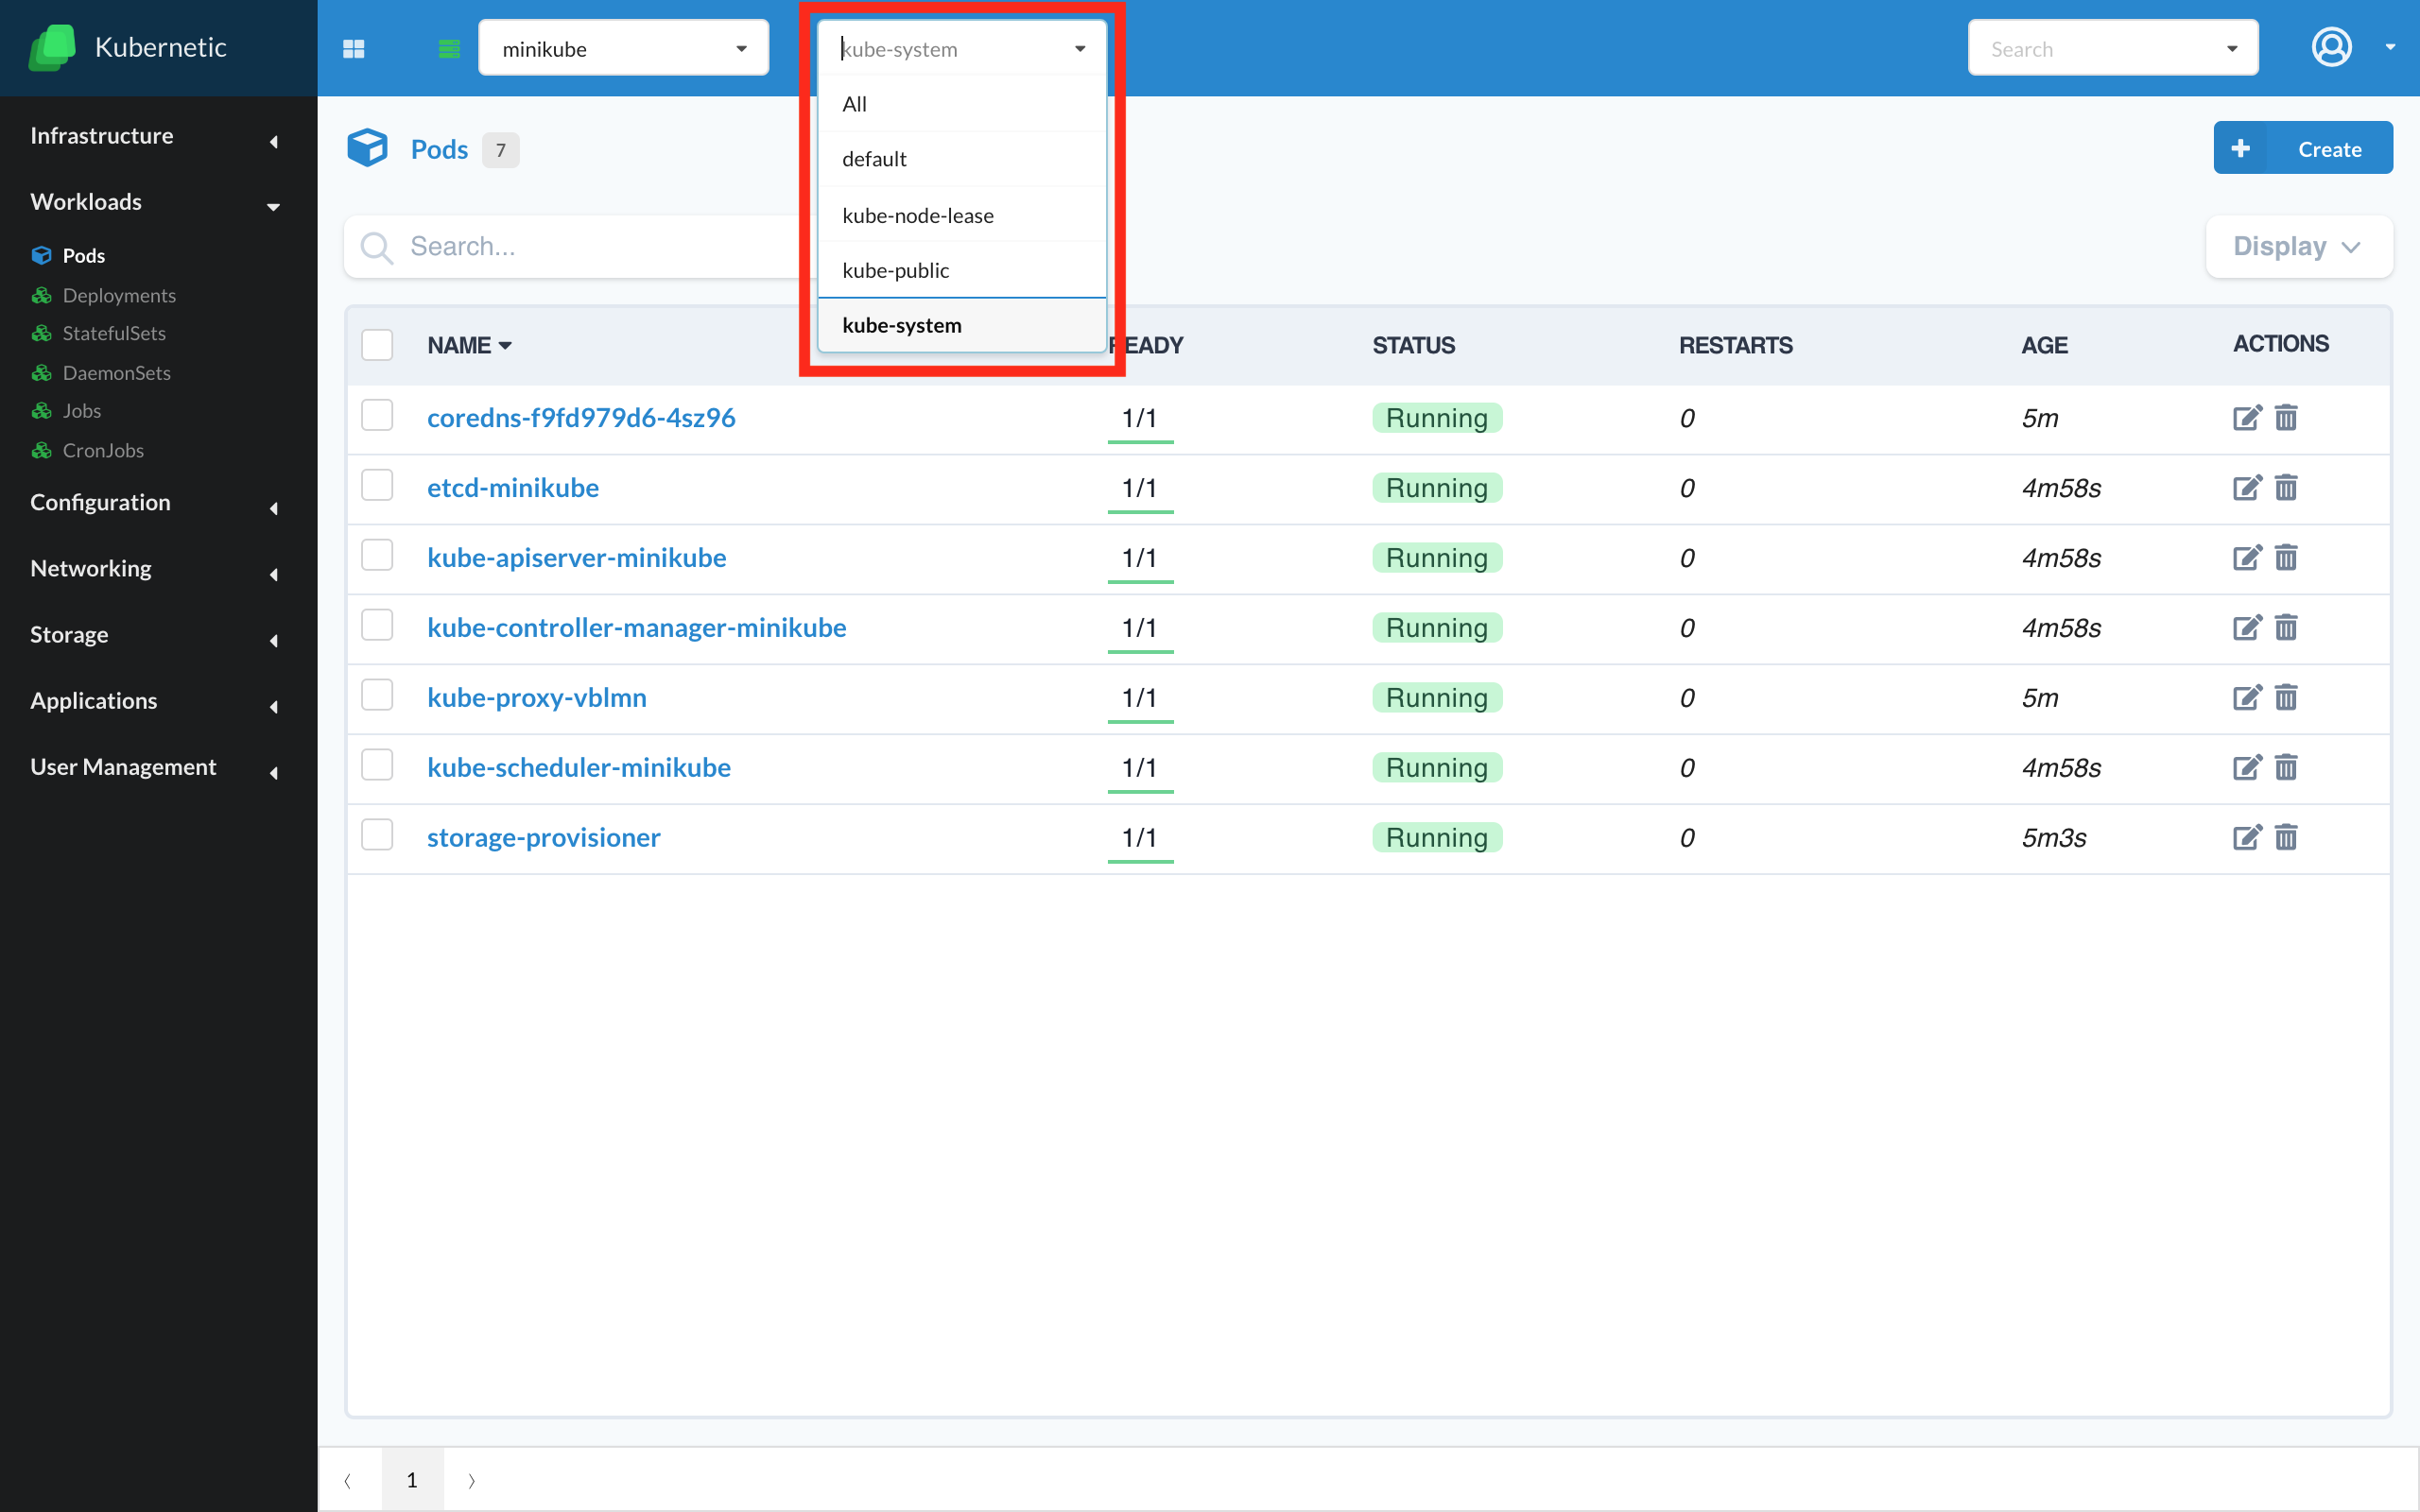 Kubernetic
minikube
kube-system
Search
All
default
kube-node-lease
kube-public
kube-system
Infrastructure
Workloads
Pods
Deployments
StatefulSets
DaemonSets
Jobs
CronJobs
Configuration
Networking
Storage
Applications
User Management
Pods 7
Create
Search...
Display
NAME READY STATUS RESTARTS AGE ACTIONS
coredns-f9fd979d6-4sz96 1/1 Running 0 5m
etcd-minikube 1/1 Running 0 4m58s
kube-apiserver-minikube 1/1 Running 0 4m58s
kube-controller-manager-minikube 1/1 Running 0 4m58s
kube-proxy-vblmn 1/1 Running 0 5m
kube-scheduler-minikube 1/1 Running 0 4m58s
storage-provisioner 1/1 Running 0 5m3s
1